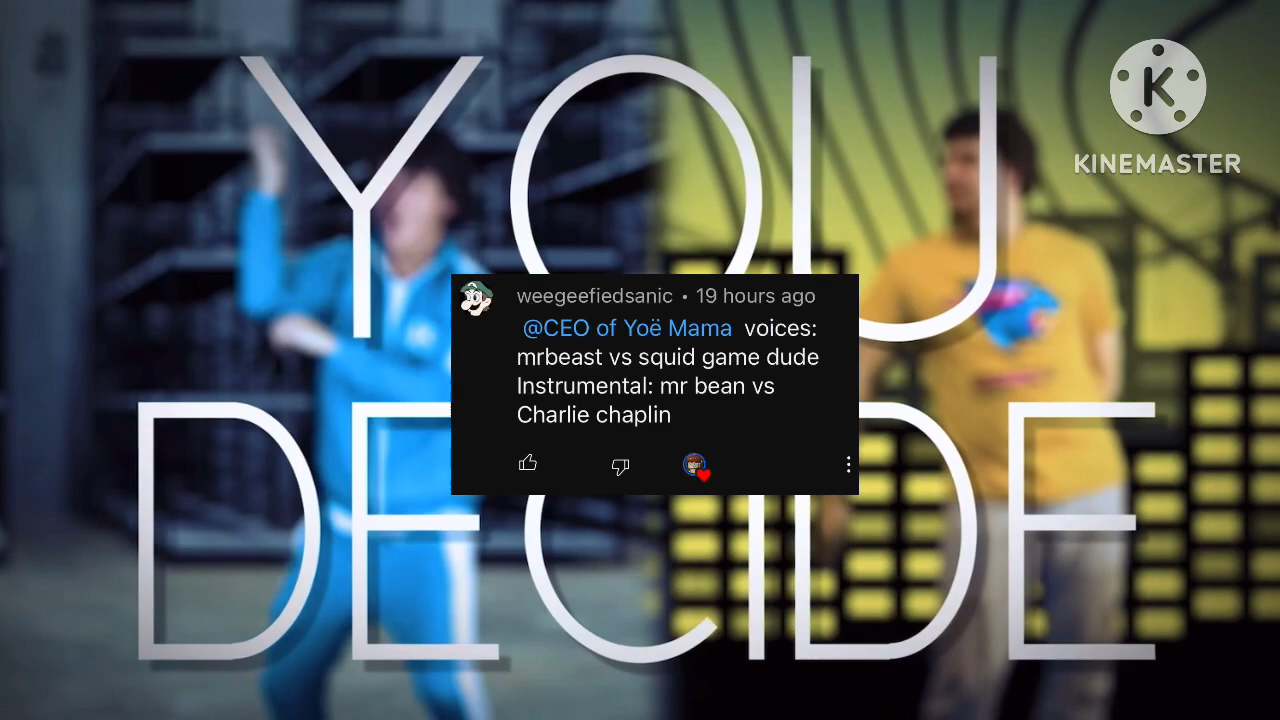 YOU
DECIDE
KINEMASTER
weegeefiedsanic • 19 hours ago
@CEO of Yoë Mama voices:
mrbeast vs squid game dude
Instrumental: mr bean vs
Charlie chaplin